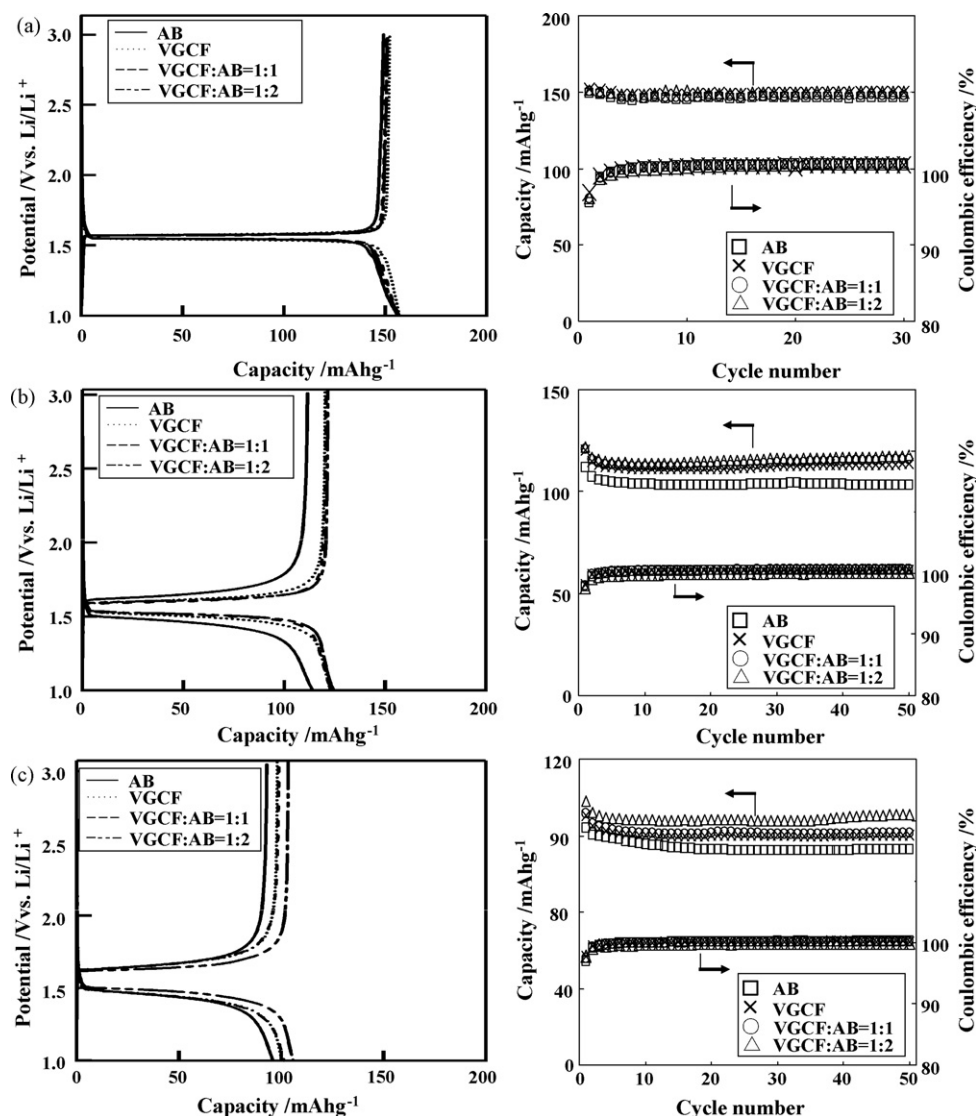 (a)
AB
VGCF
VGCF:AB=1:1
VGCF:AB=1:2
Potential /Vvs. Li/Li+
3.0
2.5
2.0
1.5
1.0
0
50
100
150
200
Capacity /mAhg-1
Capacity /mAhg-1
200
150
100
50
0
Coulombic efficiency /%
100
90
80
AB
VGCF
VGCF:AB=1:1
VGCF:AB=1:2
0
10
20
30
Cycle number
(b)
AB
VGCF
VGCF:AB=1:1
VGCF:AB=1:2
Potential /Vvs. Li/Li+
3.0
2.5
2.0
1.5
1.0
0
50
100
150
200
Capacity /mAhg-1
Capacity /mAhg-1
150
100
50
0
Coulombic efficiency /%
100
90
80
AB
VGCF
VGCF:AB=1:1
VGCF:AB=1:2
0
10
20
30
40
50
Cycle number
(c)
AB
VGCF
VGCF:AB=1:1
VGCF:AB=1:2
Potential /Vvs. Li/Li+
3.0
2.5
2.0
1.5
1.0
0
50
100
150
200
Capacity /mAhg-1
Capacity /mAhg-1
120
90
80
40
0
Coulombic efficiency /%
100
90
80
AB
VGCF
VGCF:AB=1:1
VGCF:AB=1:2
0
10
20
30
40
50
Cycle number